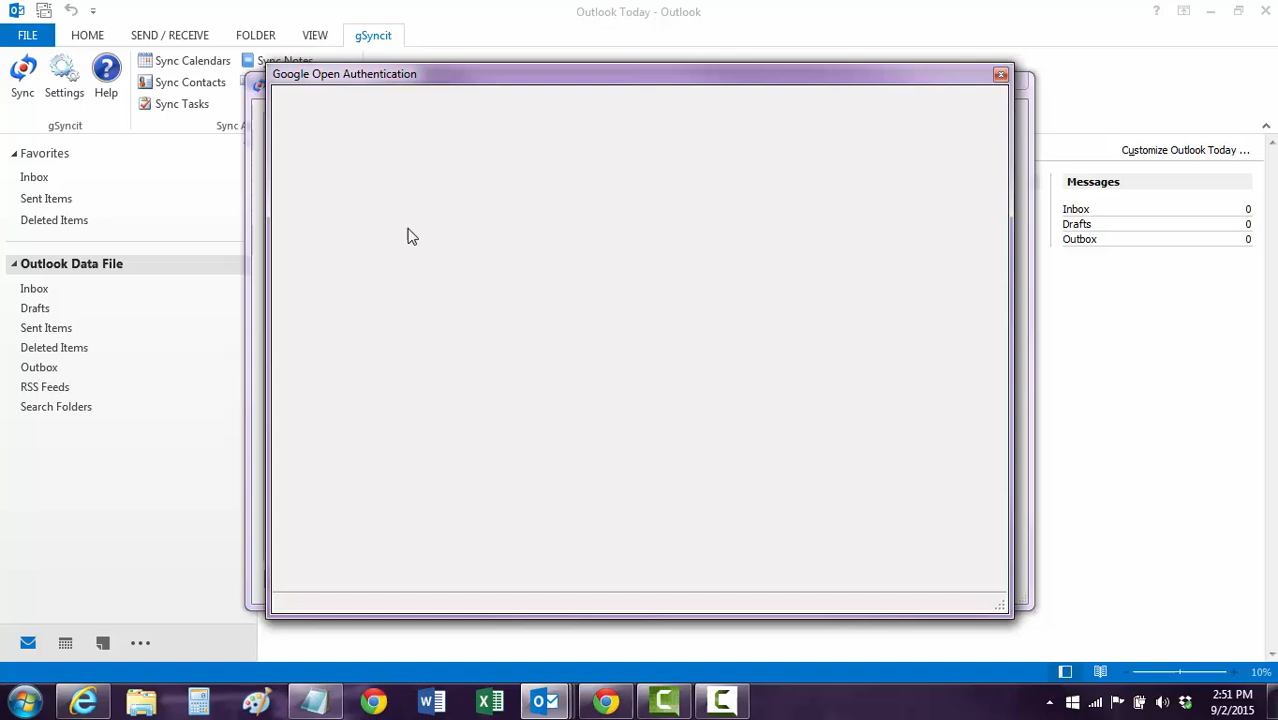 Outlook Today - Outlook
FILE
HOME
SEND / RECEIVE
FOLDER
VIEW
gSyncit
Sync
Settings
Help
gSyncit
Sync Calendars
Sync Contacts
Sync Tasks
Sync Notes
Sync A
Google Open Authentication
Favorites
Inbox
Sent Items
Deleted Items
Outlook Data File
Inbox
Drafts
Sent Items
Deleted Items
Outbox
RSS Feeds
Search Folders
Customize Outlook Today ...
Messages
Inbox 0
Drafts 0
Outbox 0
10%
2:51 PM
9/2/2015